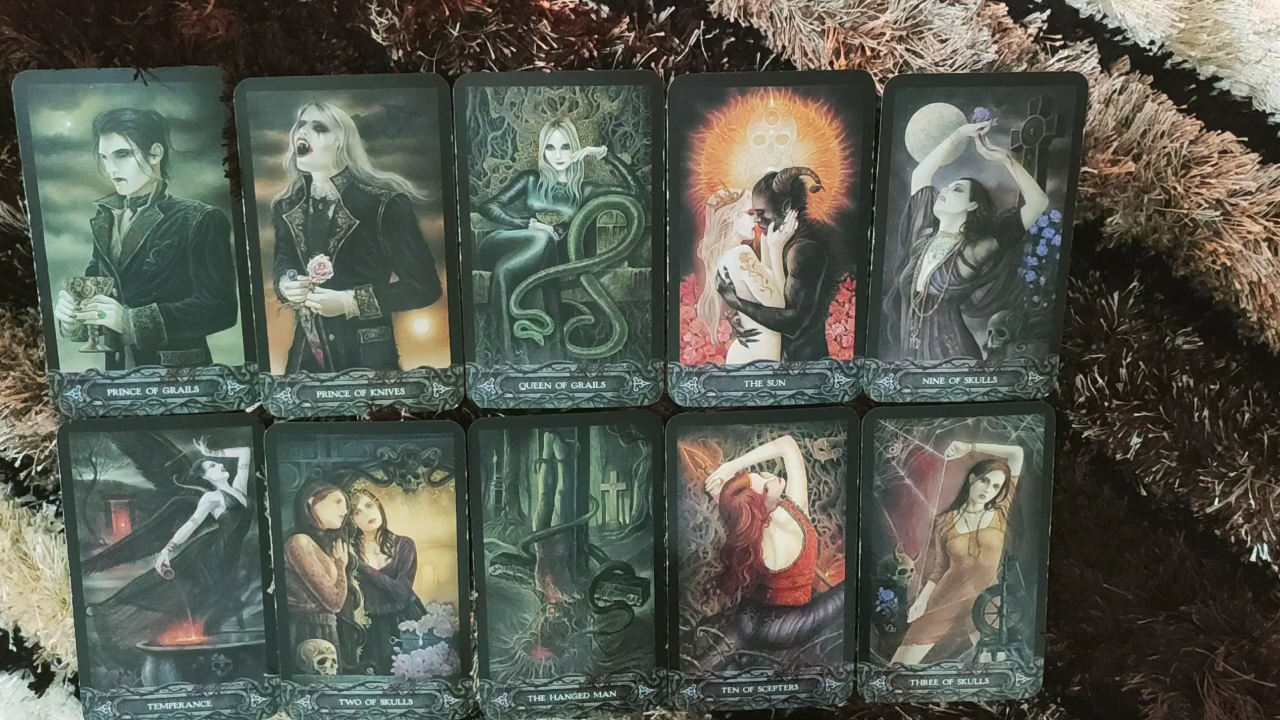 PRINCE OF GRAILS
PRINCE OF KNIVES
QUEEN OF GRAILS
THE SUN
NINE OF SKULLS
TEMPERANCE
TWO OF SKULLS
THE HANGED MAN
TEN OF SCEPTERS
THREE OF SKULLS